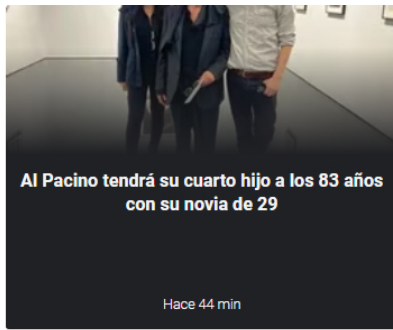 Al Pacino tendrá su cuarto hijo a los 83 años
con su novia de 29
Hace 44 min